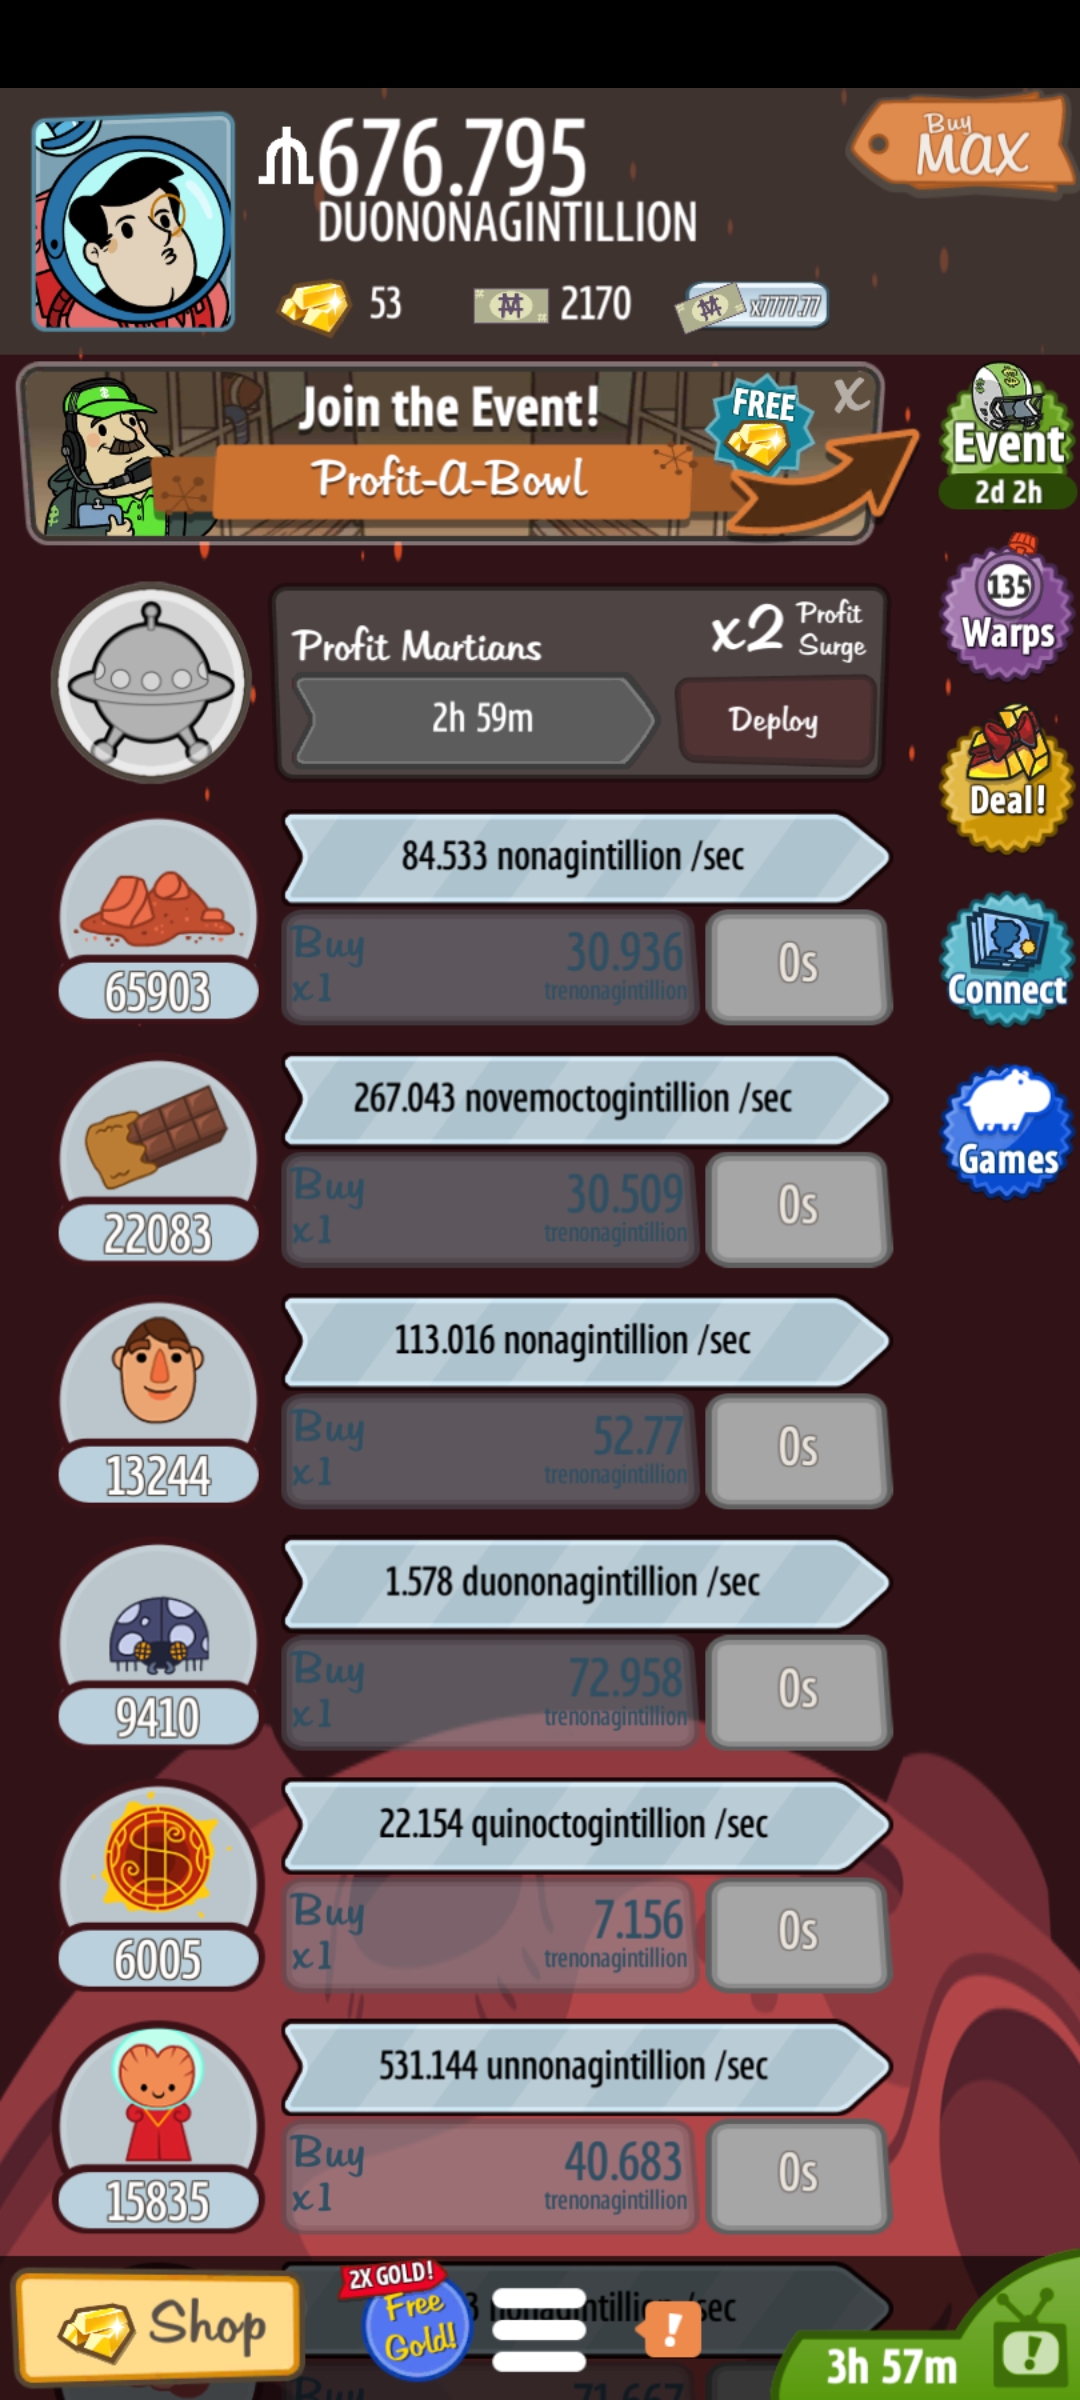 676.795
DUONONAGINTILLION
Buy
MAX
53
2170
x7777.77
Join the Event!
Profit-A-Bowl
FREE
X
Event
2d 2h
135
Warps
Deal!
Connect
Games
Profit Martians
x2 Profit Surge
2h 59m
Deploy
84.533 nonagintillion /sec
65903
Buy
x1
30.936
trenonagintillion
0s
267.043 novemoctogintillion /sec
22083
Buy
x1
30.509
trenonagintillion
0s
113.016 nonagintillion /sec
13244
Buy
x1
52.77
trenonagintillion
0s
1.578 duononagintillion /sec
9410
Buy
x1
72.958
trenonagintillion
0s
22.154 quinoctogintillion /sec
6005
Buy
x1
7.156
trenonagintillion
0s
531.144 unnonagintillion /sec
15835
Buy
x1
40.683
trenonagintillion
0s
Shop
2X GOLD!
Free
Gold!
/sec
!
3h 57m
!
Buy
71.667